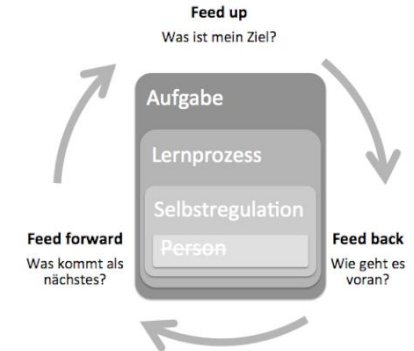 Feed up
Was ist mein Ziel?
Aufgabe
Lernprozess
Selbstregulation
Person
Feed forward
Was kommt als
nächstes?
Feed back
Wie geht es
voran?